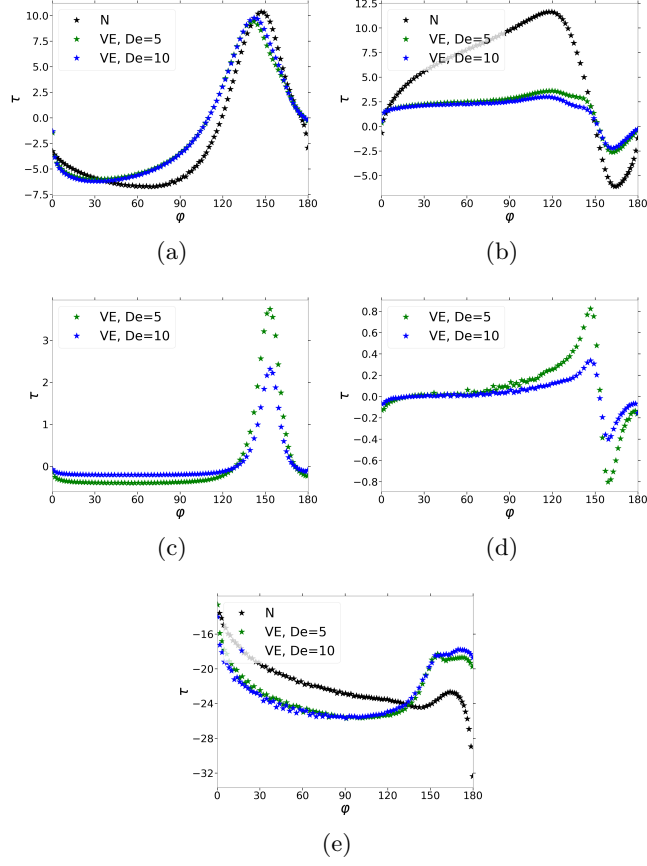 10.0
7.5
5.0
2.5
0.0
−2.5
−5.0
−7.5
τ
N
VE, De=5
VE, De=10
0 30 60 90 120 150 180
φ
(a)
12.5
10.0
7.5
5.0
2.5
0.0
−2.5
−5.0
τ
N
VE, De=5
VE, De=10
0 30 60 90 120 150 180
φ
(b)
3
2
1
0
τ
VE, De=5
VE, De=10
0 30 60 90 120 150 180
φ
(c)
0.8
0.6
0.4
0.2
0.0
−0.2
−0.4
−0.6
−0.8
τ
VE, De=5
VE, De=10
0 30 60 90 120 150 180
φ
(d)
−16
−20
−24
−28
−32
τ
N
VE, De=5
VE, De=10
0 30 60 90 120 150 180
φ
(e)